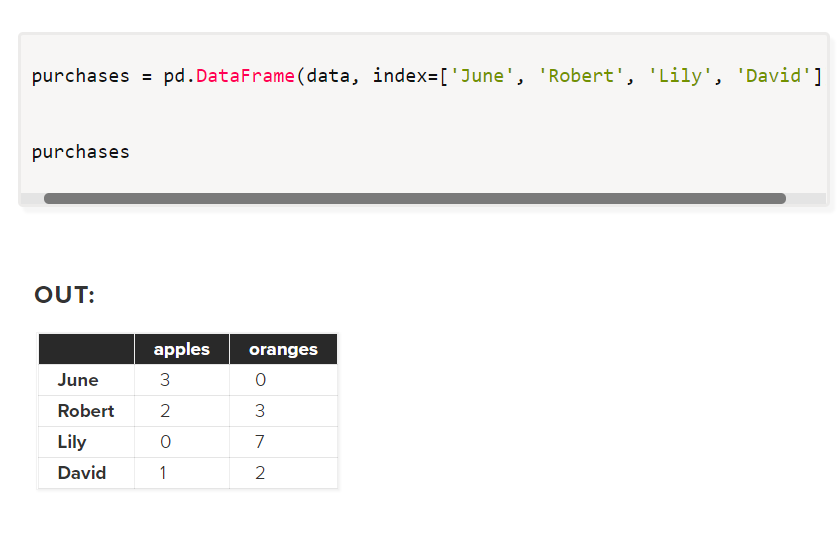 purchases = pd.DataFrame(data, index=['June', 'Robert', 'Lily', 'David']
purchases
OUT:
apples oranges
June 3 0
Robert 2 3
Lily 0 7
David 1 2